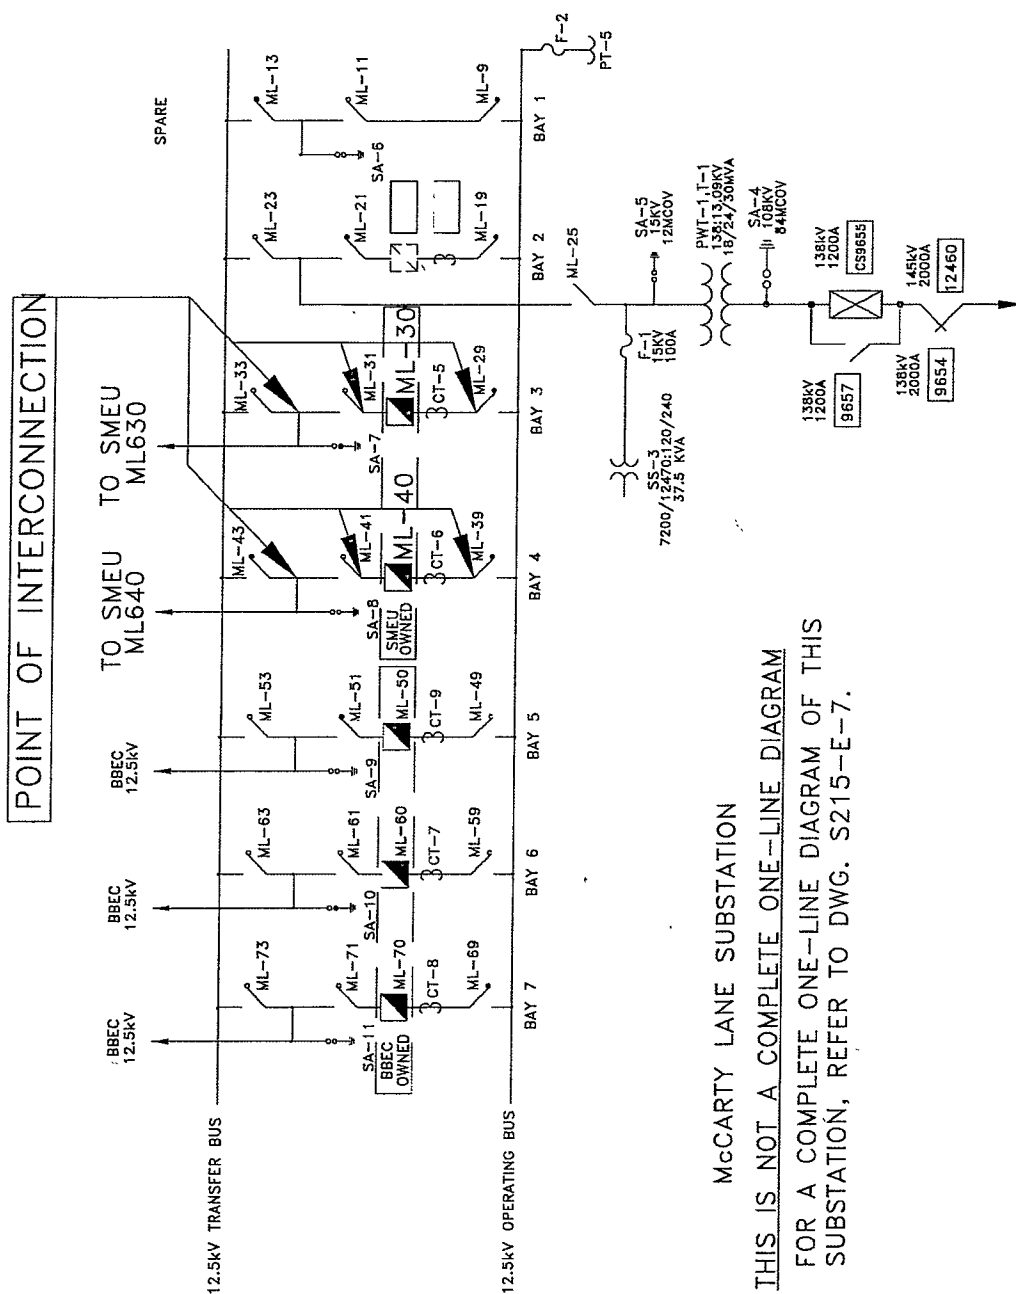 POINT OF INTERCONNECTION
TO SMEU
ML640
TO SMEU
ML630
SPARE
BBEC
12.5kV
BBEC
12.5kV
BBEC
12.5kV
12.5kV TRANSFER BUS
ML-73
ML-63
ML-53
ML-43
ML-33
ML-23
ML-13
ML-71
ML-61
ML-51
ML-41
ML-31
ML-21
ML-11
SA-11
SA-10
SA-9
SA-8
SA-7
SA-6
BBEC
OWNED
SMEU
OWNED
ML-70
ML-60
ML-50
ML-40
ML-30
CT-8
CT-7
CT-9
CT-6
CT-5
ML-69
ML-59
ML-49
ML-39
ML-29
ML-19
ML-9
12.5kV OPERATING BUS
BAY 7
BAY 6
BAY 5
BAY 4
BAY 3
BAY 2
BAY 1
F-2
PT-5
ML-25
SA-5
15KV
12MCOV
F-1
15KV
100A
SS-3
7200/12470:120/240
37.5 KVA
PWT-1,T-1
138:13.09KV
18/24/30MVA
SA-4
108KV
84MCOV
138kV
1200A
CS9655
138kV
1200A
9657
145kV
2000A
12460
138kV
2000A
9654
McCARTY LANE SUBSTATION
THIS IS NOT A COMPLETE ONE-LINE DIAGRAM
FOR A COMPLETE ONE-LINE DIAGRAM OF THIS
SUBSTATION, REFER TO DWG. S215-E-7.